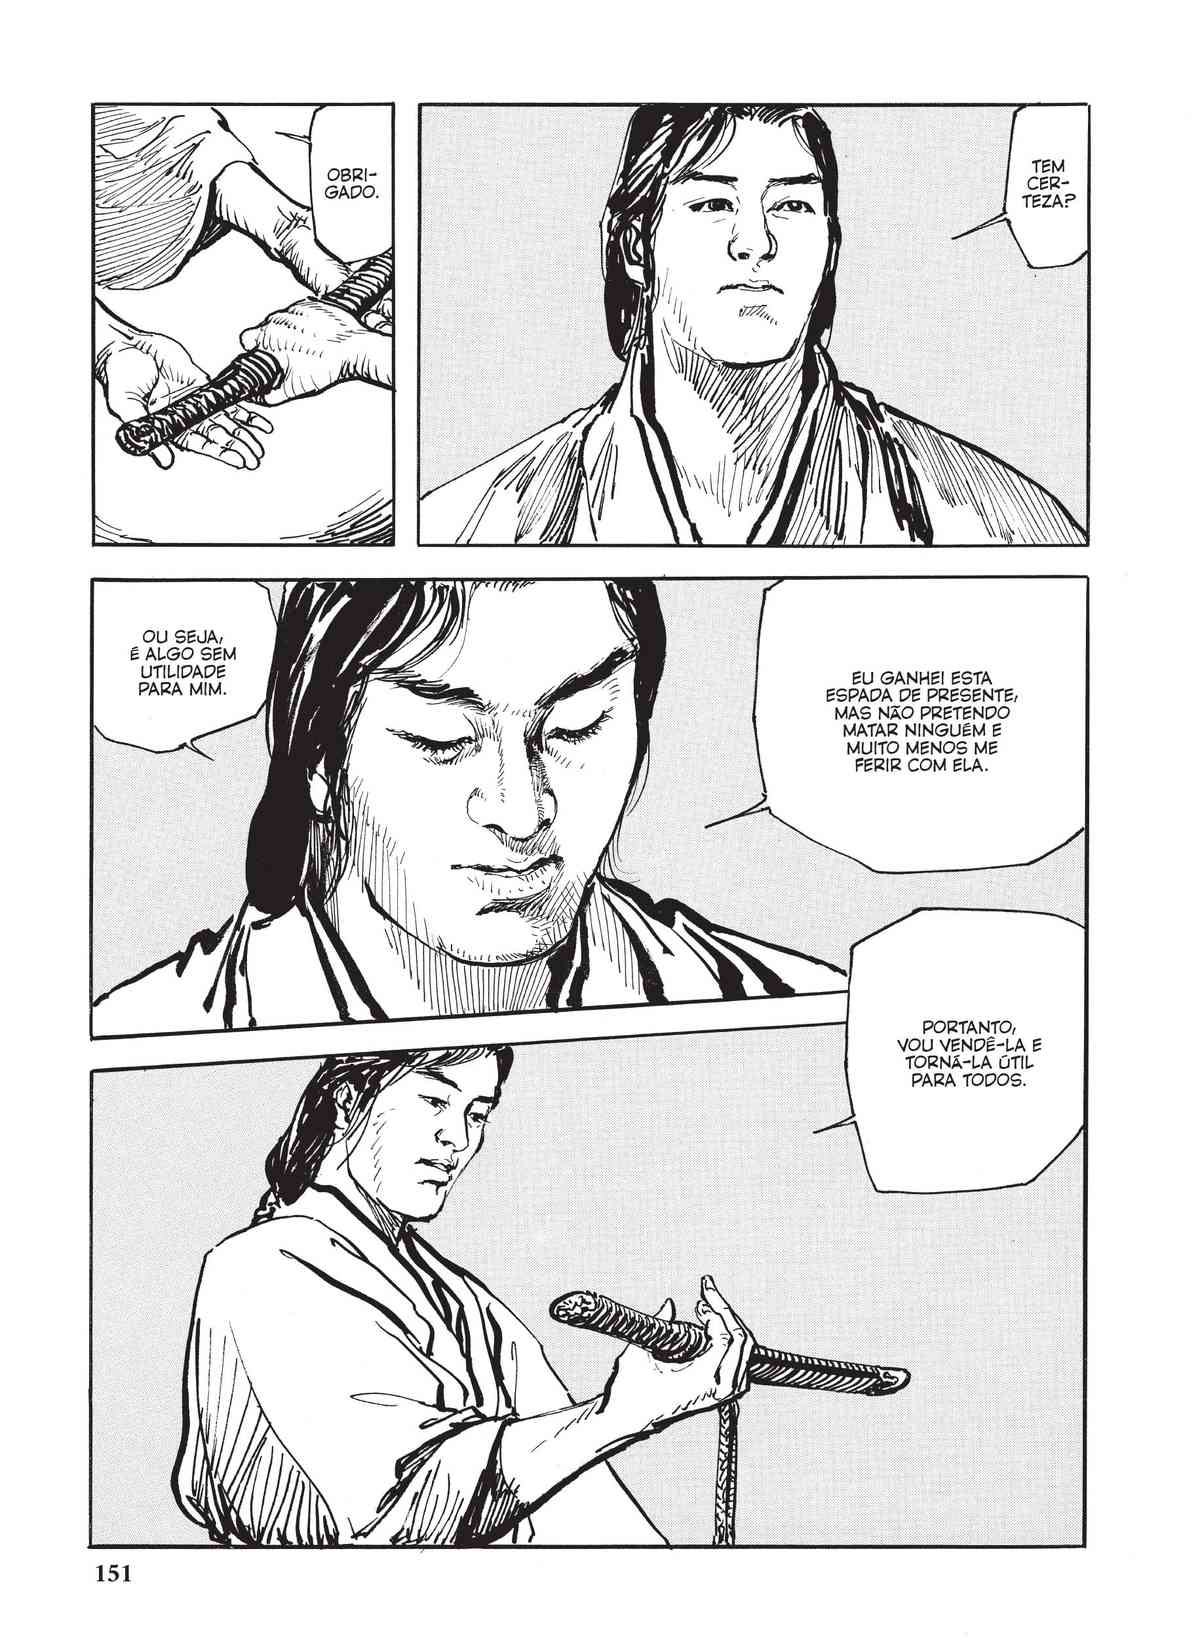 TEM
CER-
TEZA?
OBRI-
GADO.
EU GANHEI ESTA
ESPADA DE PRESENTE,
MAS NÃO PRETENDO
MATAR NINGUÉM E
MUITO MENOS ME
FERIR COM ELA.
OU SEJA,
É ALGO SEM
UTILIDADE
PARA MIM.
PORTANTO,
VOU VENDÊ-LA E
TORNÁ-LA ÚTIL
PARA TODOS.
151